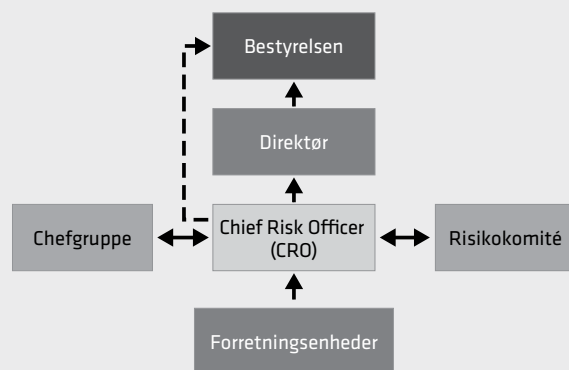 Bestyrelsen
Direktør
Chefgruppe
Chief Risk Officer
(CRO)
Risikokomité
Forretningsenheder